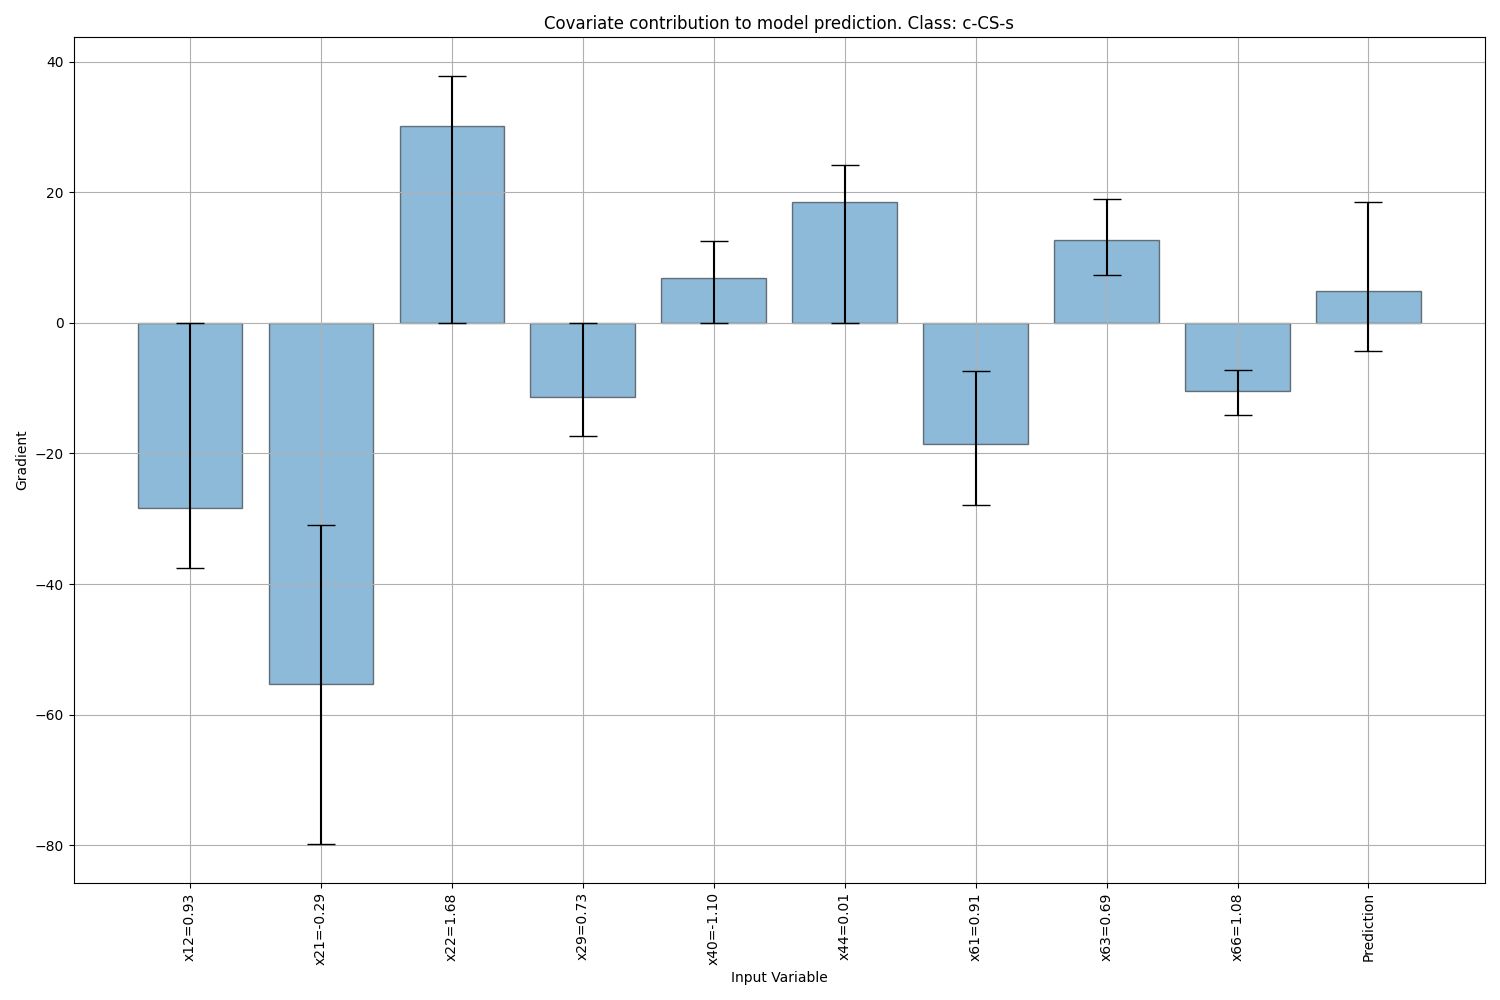 Covariate contribution to model prediction. Class: c-CS-s
40
20
0
−20
−40
−60
−80
Gradient
x12=0.93
x21=-0.29
x22=1.68
x29=0.73
x40=-1.10
x44=0.01
x61=0.91
x63=0.69
x66=1.08
Prediction
Input Variable